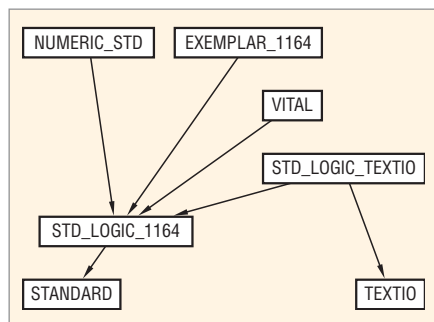 NUMERIC_STD
EXEMPLAR_1164
VITAL
STD_LOGIC_TEXTIO
STD_LOGIC_1164
STANDARD
TEXTIO